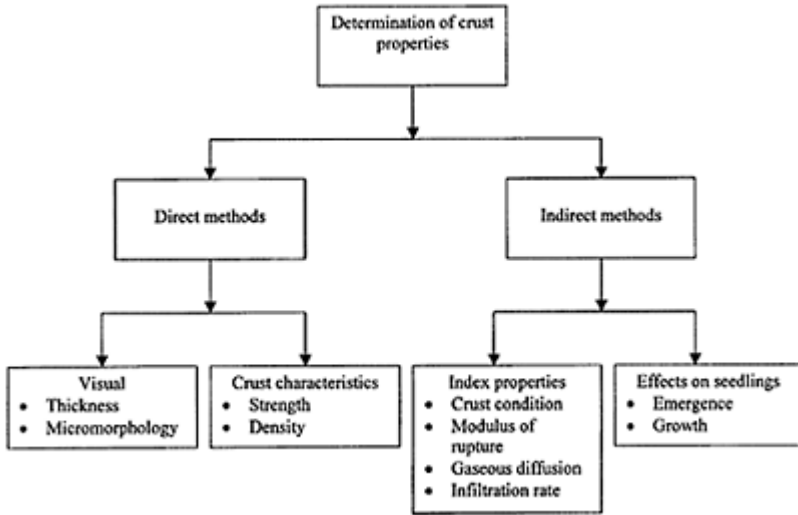 Determination of crust
properties
Direct methods
Indirect methods
Visual
• Thickness
• Micromorphology
Crust characteristics
• Strength
• Density
Index properties
• Crust condition
• Modulus of
rupture
• Gaseous diffusion
• Infiltration rate
Effects on seedlings
• Emergence
• Growth